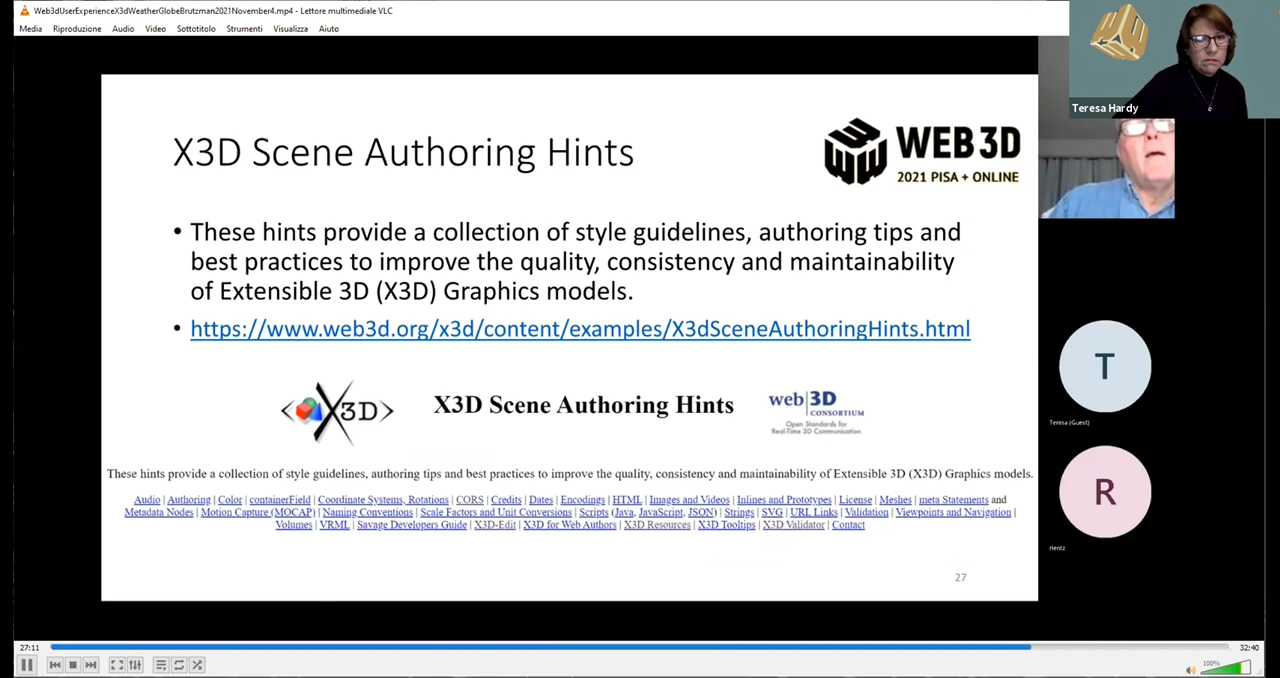 Web3dUserExperienceX3dWeatherGlobeBrutzman2021November4.mp4 - Lettore multimediale VLC
Media Riproduzione Audio Video Sottotitolo Strumenti Visualizza Aiuto
Teresa Hardy
X3D Scene Authoring Hints
WEB 3D
2021 PISA + ONLINE
• These hints provide a collection of style guidelines, authoring tips and
best practices to improve the quality, consistency and maintainability
of Extensible 3D (X3D) Graphics models.
• https://www.web3d.org/x3d/content/examples/X3dSceneAuthoringHints.html
<X3D>
X3D Scene Authoring Hints
web|3D
CONSORTIUM
Open Standards for
Real-Time 3D Communication
T
Teresa (Guest)
These hints provide a collection of style guidelines, authoring tips and best practices to improve the quality, consistency and maintainability of Extensible 3D (X3D) Graphics models.
Audio | Authoring | Color | containerField | Coordinate Systems, Rotations | CORS | Credits | Dates | Encodings | HTML | Images and Videos | Inlines and Prototypes | License | Meshes | meta Statements and
Metadata Nodes | Motion Capture (MOCAP) | Naming Conventions | Scale Factors and Unit Conversions | Scripts (Java, JavaScript, JSON) | Strings | SVG | URL Links | Validation | Viewpoints and Navigation |
Volumes | VRML | Savage Developers Guide | X3D-Edit | X3D for Web Authors | X3D Resources | X3D Tooltips | X3D Validator | Contact
R
rientz
27
27:11
32:40
100%